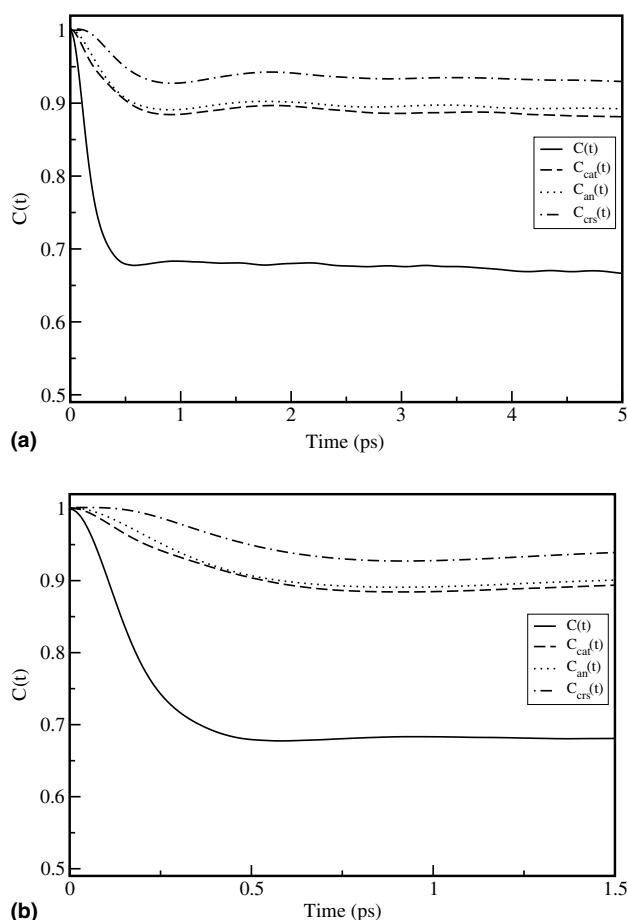 1
0.9
0.8
0.7
0.6
0.5
C(t)
C(t)
C_cat(t)
C_an(t)
C_crs(t)
0 1 2 3 4 5
Time (ps)
(a)
1
0.9
0.8
0.7
0.6
0.5
C(t)
C(t)
C_cat(t)
C_an(t)
C_crs(t)
0 0.5 1 1.5
Time (ps)
(b)